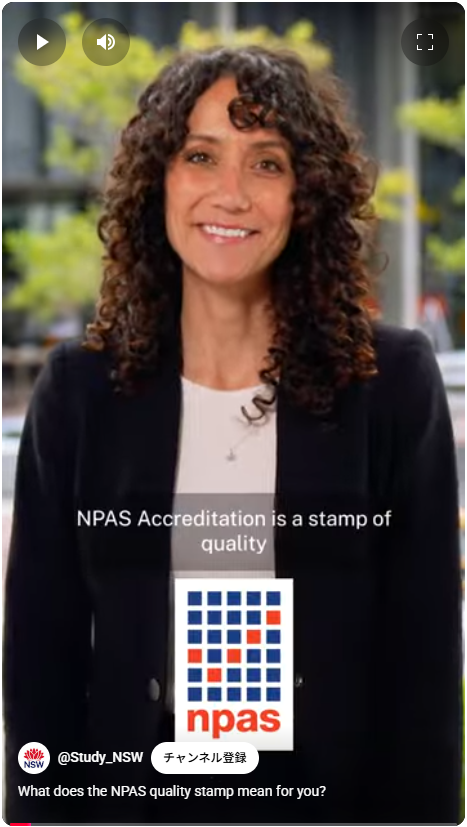 NPAS Accreditation is a stamp of
quality
npas
NSW
@Study_NSW
チャンネル登録
What does the NPAS quality stamp mean for you?